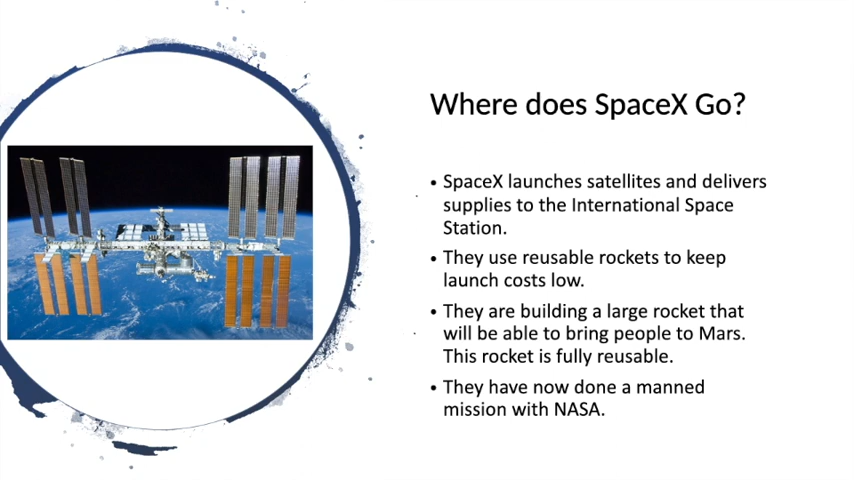 Where does SpaceX Go?
• SpaceX launches satellites and delivers
supplies to the International Space
Station.
• They use reusable rockets to keep
launch costs low.
• They are building a large rocket that
will be able to bring people to Mars.
This rocket is fully reusable.
• They have now done a manned
mission with NASA.